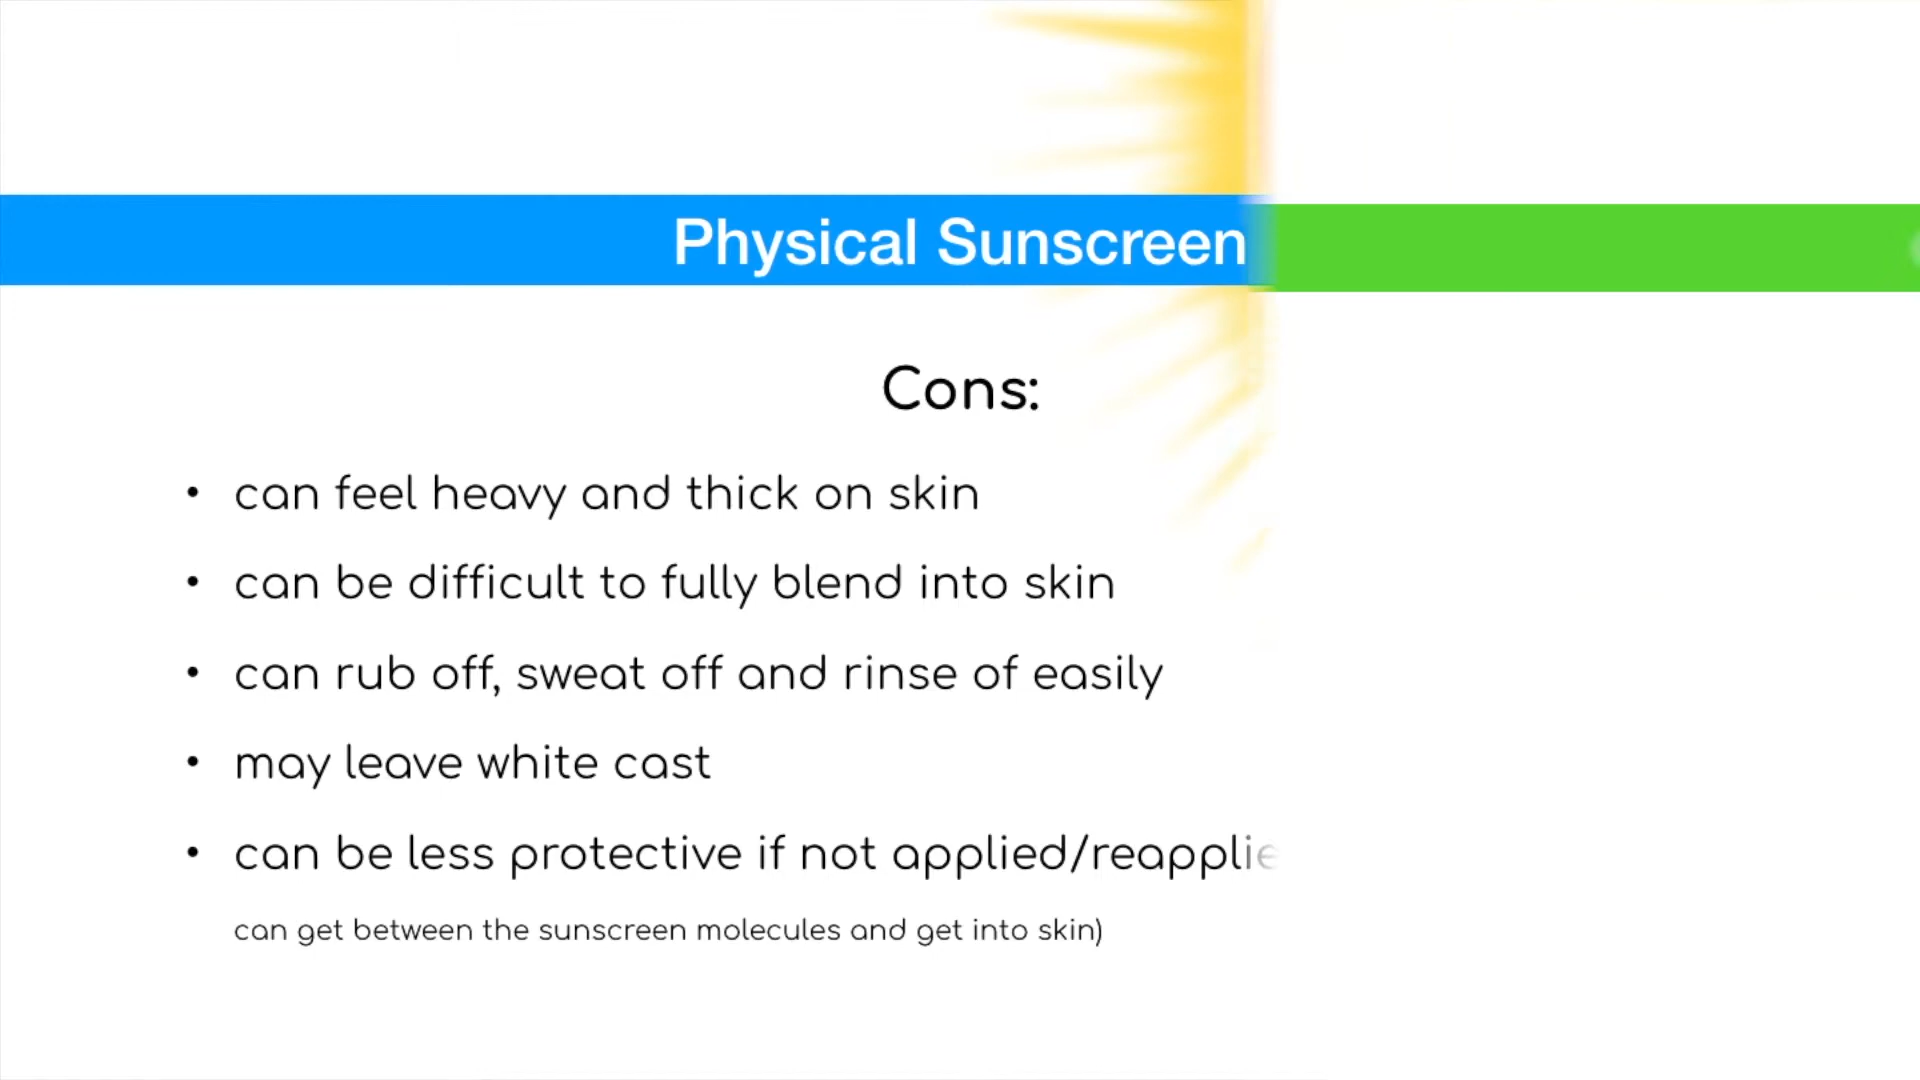 Physical Sunscreen
Cons:
• can feel heavy and thick on skin
• can be difficult to fully blend into skin
• can rub off, sweat off and rinse of easily
• may leave white cast
• can be less protective if not applied/reapplie
can get between the sunscreen molecules and get into skin)